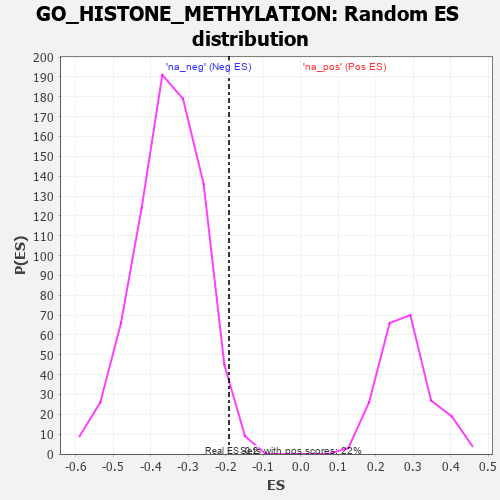 GO_HISTONE_METHYLATION: Random ES
distribution
'na_neg' (Neg ES)
'na_pos' (Pos ES)
200
190
180
170
160
150
140
130
120
110
100
90
80
70
60
50
40
30
20
10
0
P(ES)
Real ES
with pos scores: 22%
-0.6 -0.5 -0.4 -0.3 -0.2 -0.1 0.0 0.1 0.2 0.3 0.4 0.5
ES